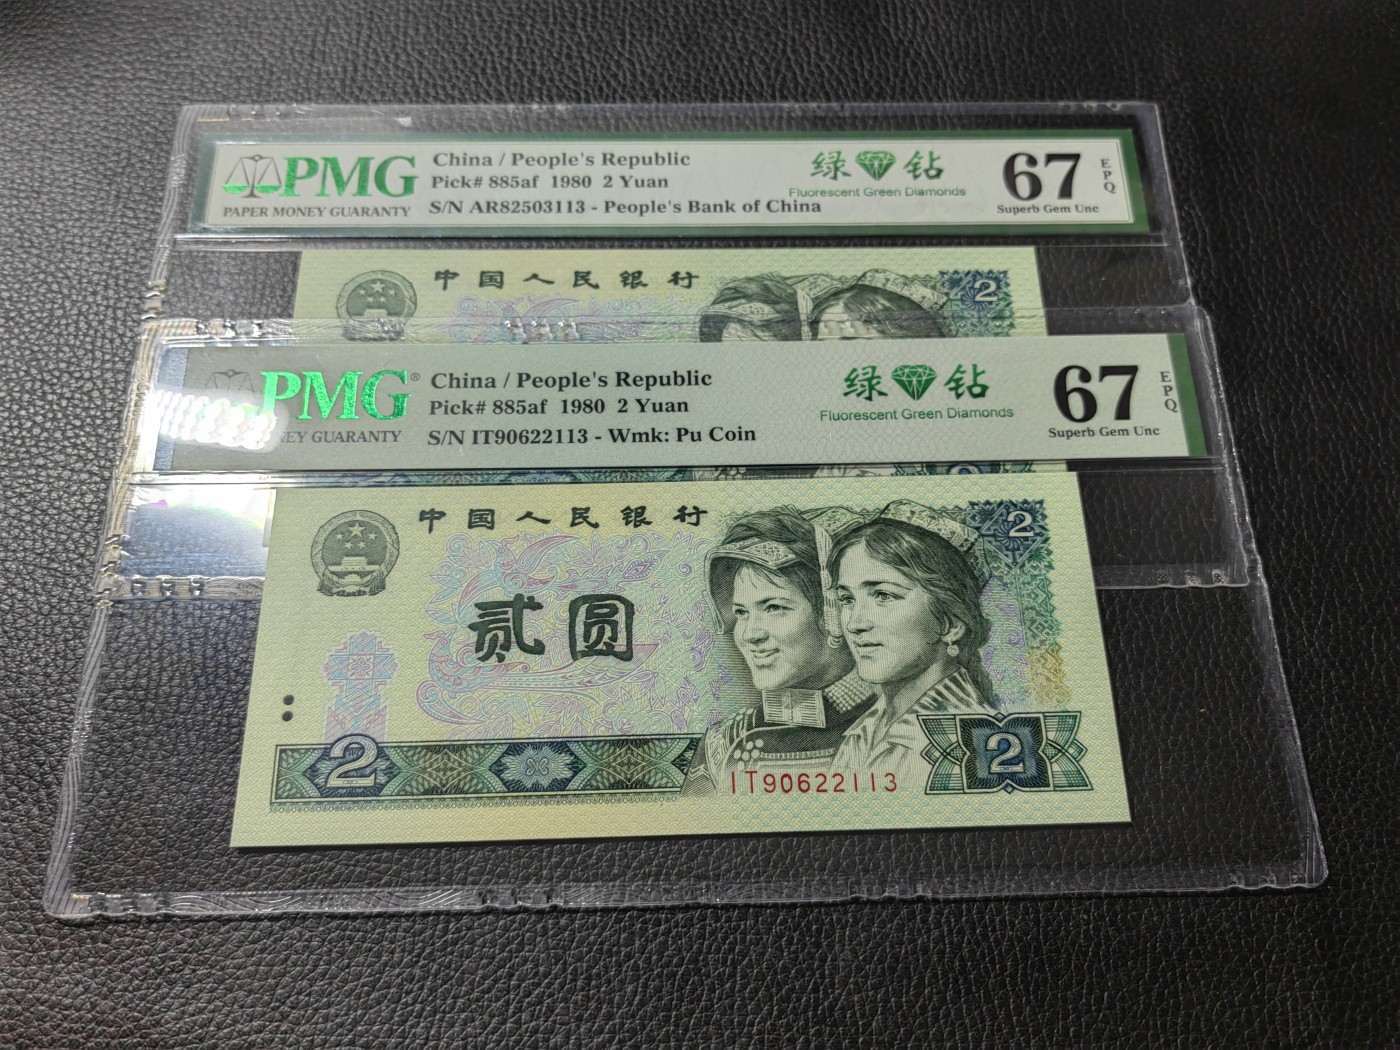 PMG
PAPER MONEY GUARANTY
China / People's Republic
Pick# 885af 1980 2 Yuan
S/N AR82503113 - People's Bank of China
绿 钻
Fluorescent Green Diamonds
67
EPQ
Superb Gem Unc
中国人民银行
2
PMG®
EY GUARANTY
China / People's Republic
Pick# 885af 1980 2 Yuan
S/N IT90622113 - Wmk: Pu Coin
绿 钻
Fluorescent Green Diamonds
67
EPQ
Superb Gem Unc
中国人民银行
2
贰圆
2
2
IT90622113